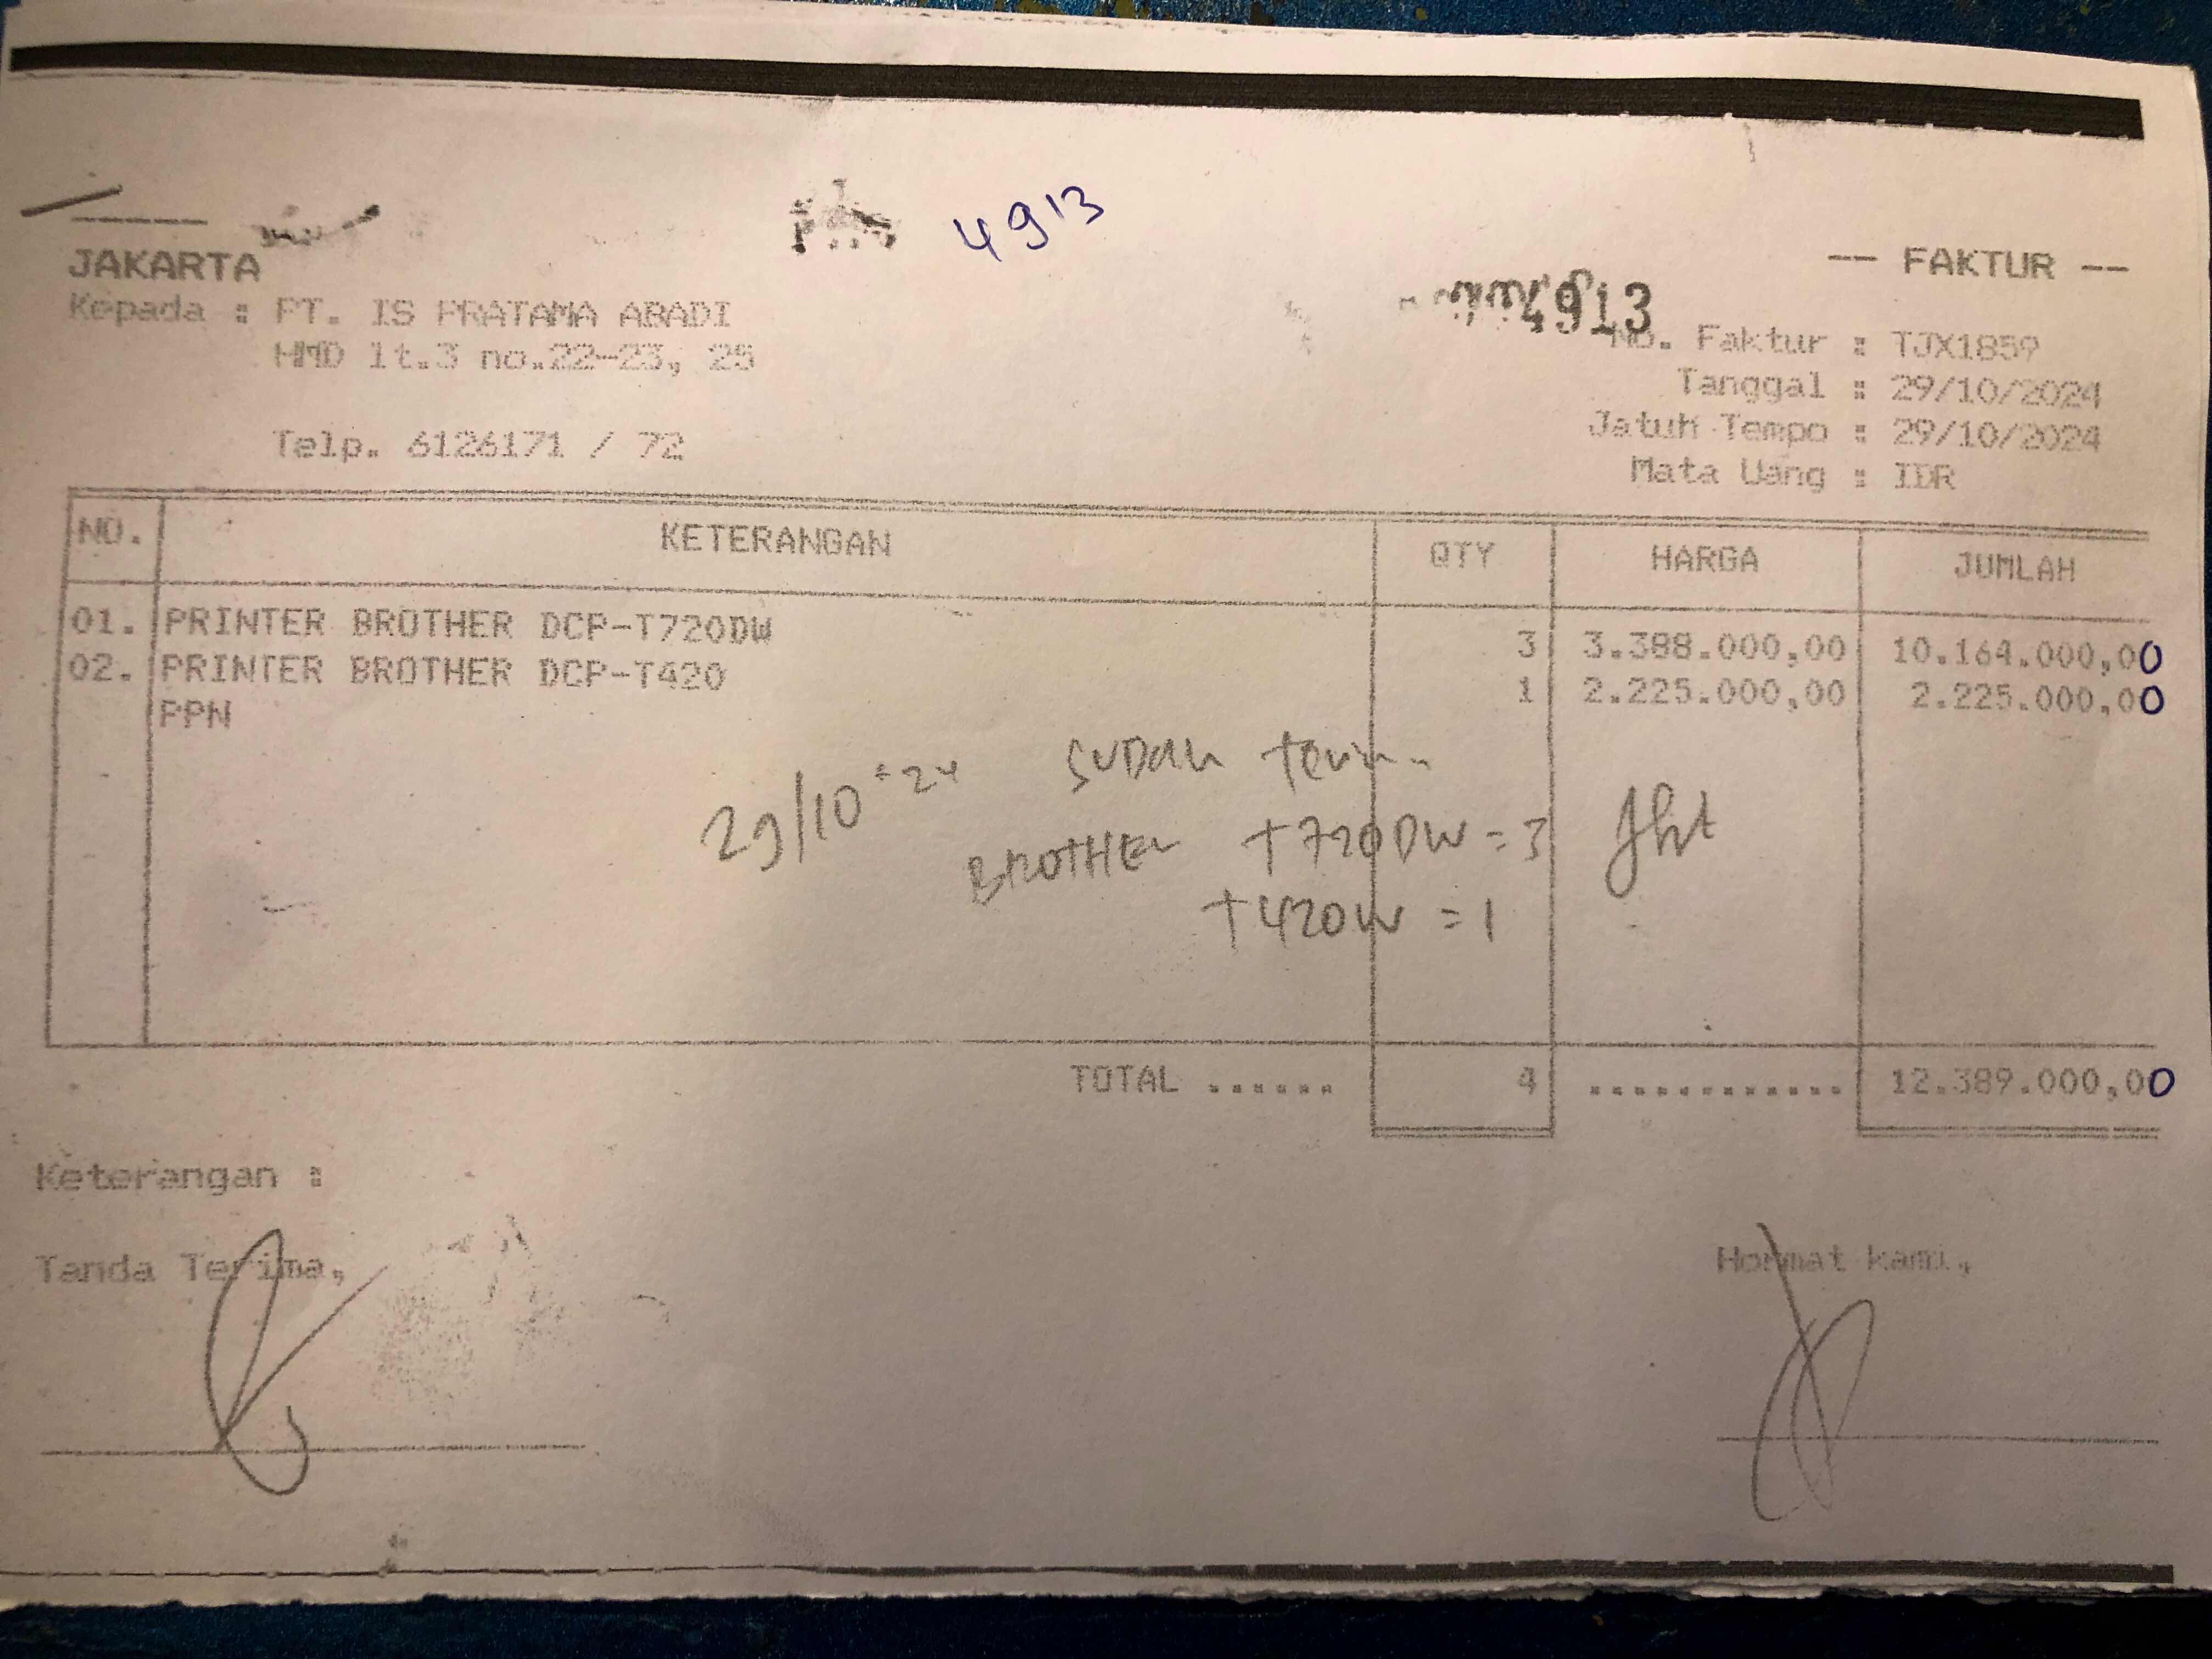 4913
JAKARTA
-- FAKTUR --
4913
Kepada : PT. IS PRATAMA ABADI
HMD lt.3 no.22-23, 25
Telp. 6126171 / 72
No. Faktur : TJX1859
Tanggal : 29/10/2024
Jatuh Tempo : 29/10/2024
Mata Uang : IDR
NO. KETERANGAN QTY HARGA JUMLAH
01. PRINTER BROTHER DCP-T720DW 3 3.388.000,00 10.164.000,00
02. PRINTER BROTHER DCP-T420 1 2.225.000,00 2.225.000,00
PPN
29/10-24 SUDAH
BROTHER T720DW = 3
T420W = 1
TOTAL ...... 4 ............ 12.389.000,00
Keterangan :
Tanda Terima,
Hormat kami,